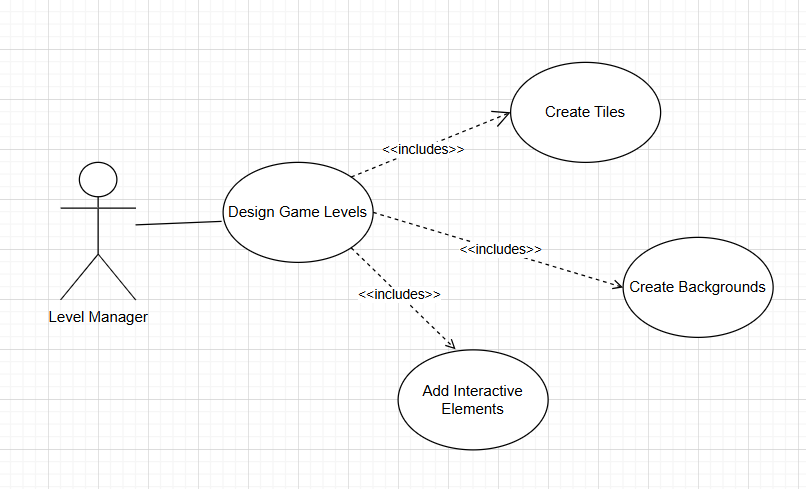 Create Tiles
<<includes>>
Design Game Levels
<<includes>>
Create Backgrounds
<<includes>>
Level Manager
Add Interactive
Elements